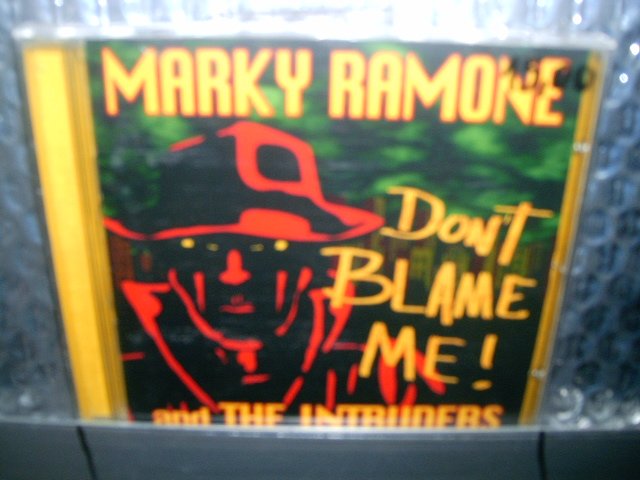 MARKY RAMONE
DON'T
BLAME
ME!
and THE INTRUDERS